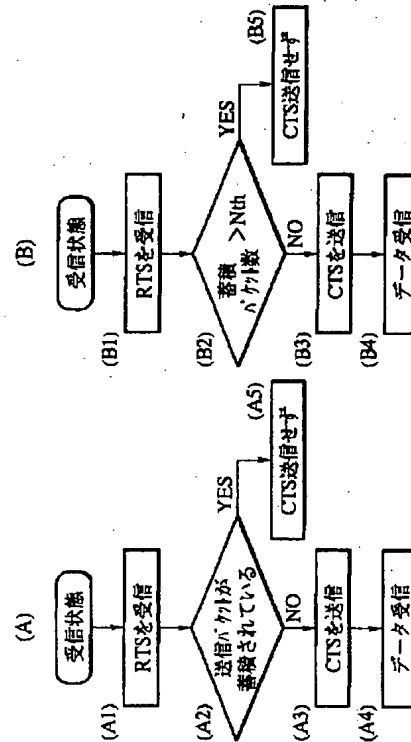 (A)
受信状態
(A1)
RTSを受信
(A2)
送信パケットが
蓄積されている
YES
(A5)
CTS送信せず
NO
(A3)
CTSを送信
(A4)
データ受信
(B)
受信状態
(B1)
RTSを受信
(B2)
蓄積
パケット数
>Nth
YES
(B5)
CTS送信せず
NO
(B3)
CTSを送信
(B4)
データ受信